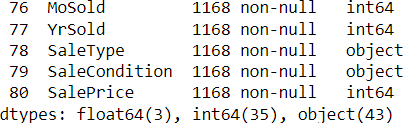 76 MoSold 1168 non-null int64
77 YrSold 1168 non-null int64
78 SaleType 1168 non-null object
79 SaleCondition 1168 non-null object
80 SalePrice 1168 non-null int64
dtypes: float64(3), int64(35), object(43)